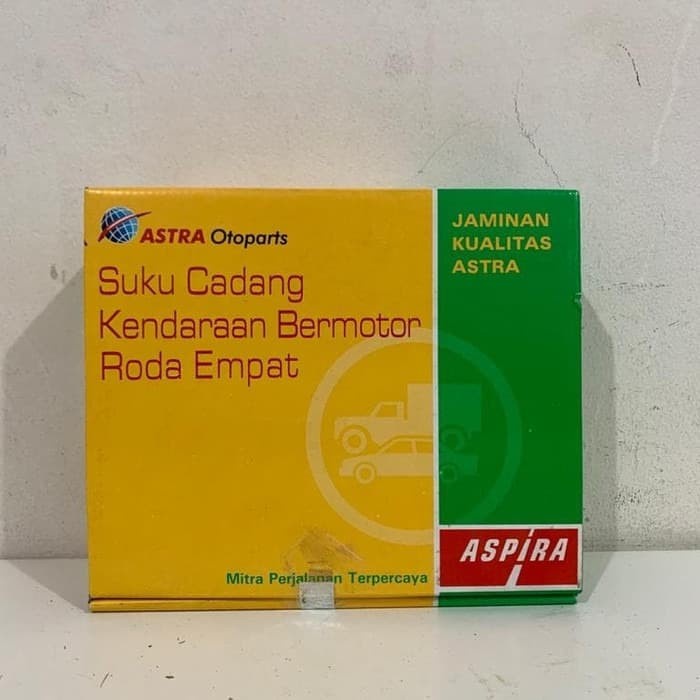 ASTRA Otoparts
Suku Cadang
Kendaraan Bermotor
Roda Empat
Mitra Perjalanan Terpercaya
JAMINAN
KUALITAS
ASTRA
ASPIRA